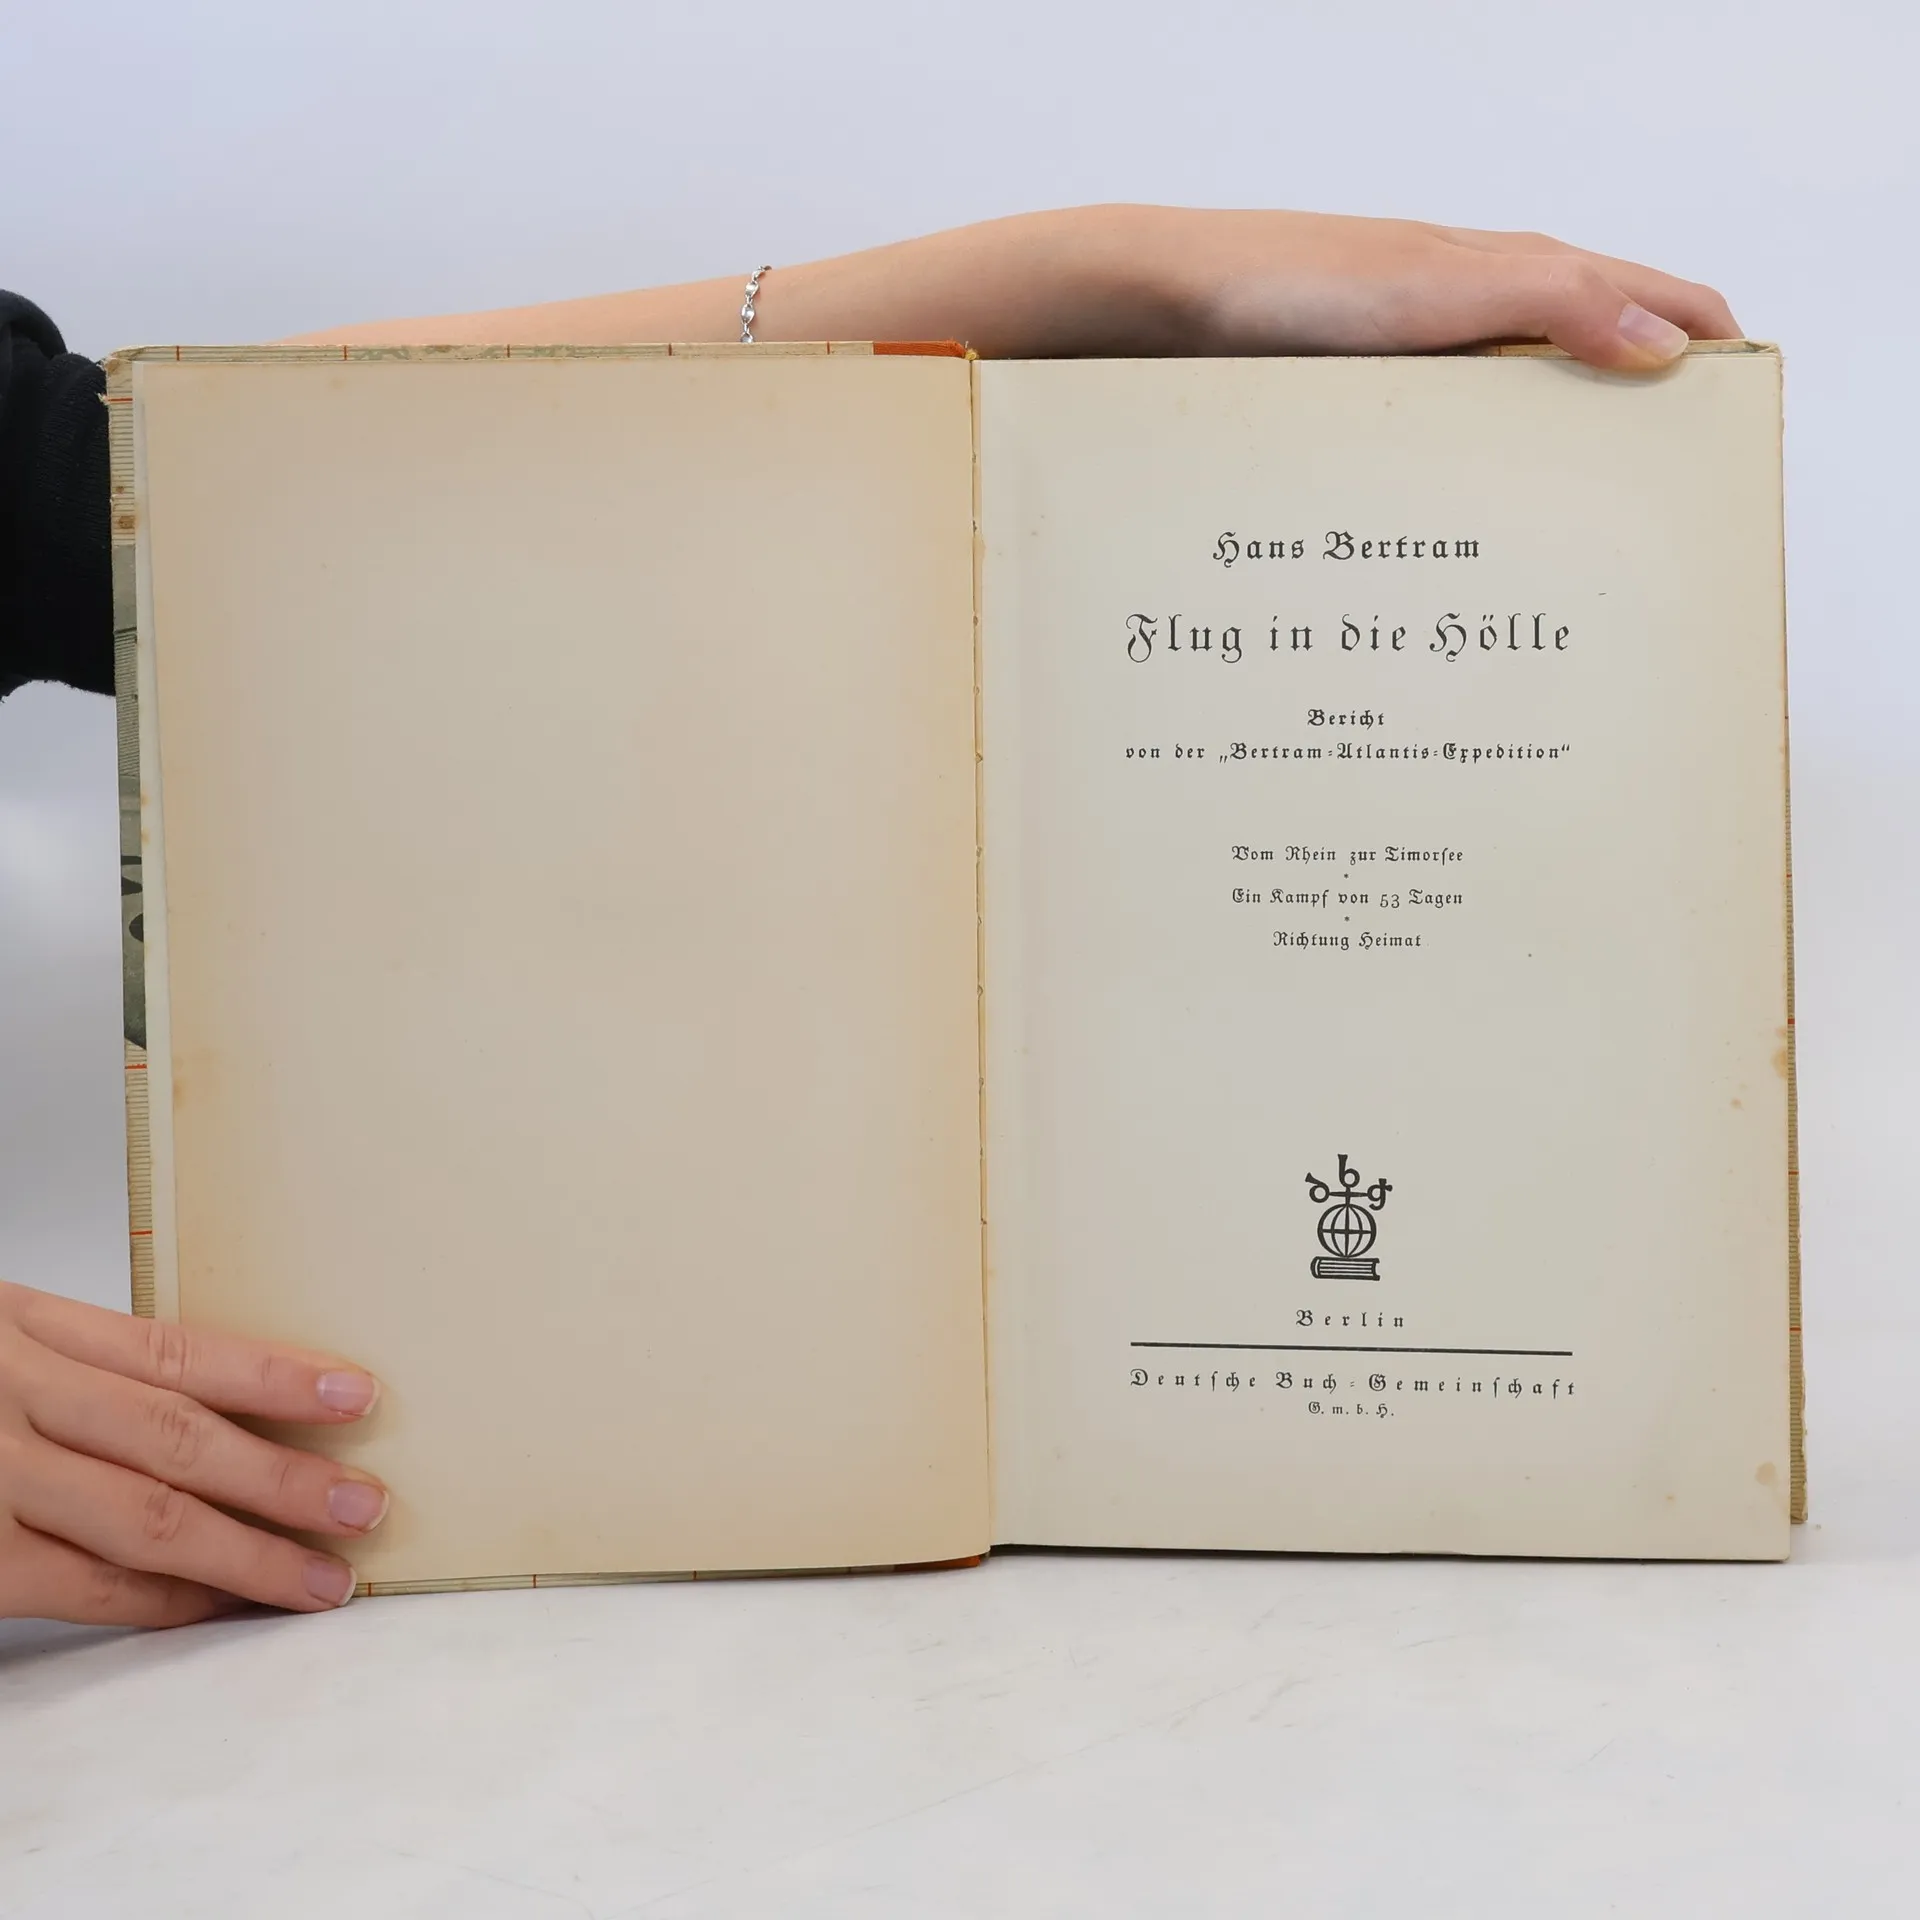 Hans Bertram
Flug in die Hölle
Bericht
von der „Bertram-Atlantis-Expedition“
Vom Rhein zur Timorsee
*
Ein Kampf von 53 Tagen
*
Richtung Heimat
dbg
Berlin
Deutſche Buch-Gemeinſchaft
G. m. b. H.